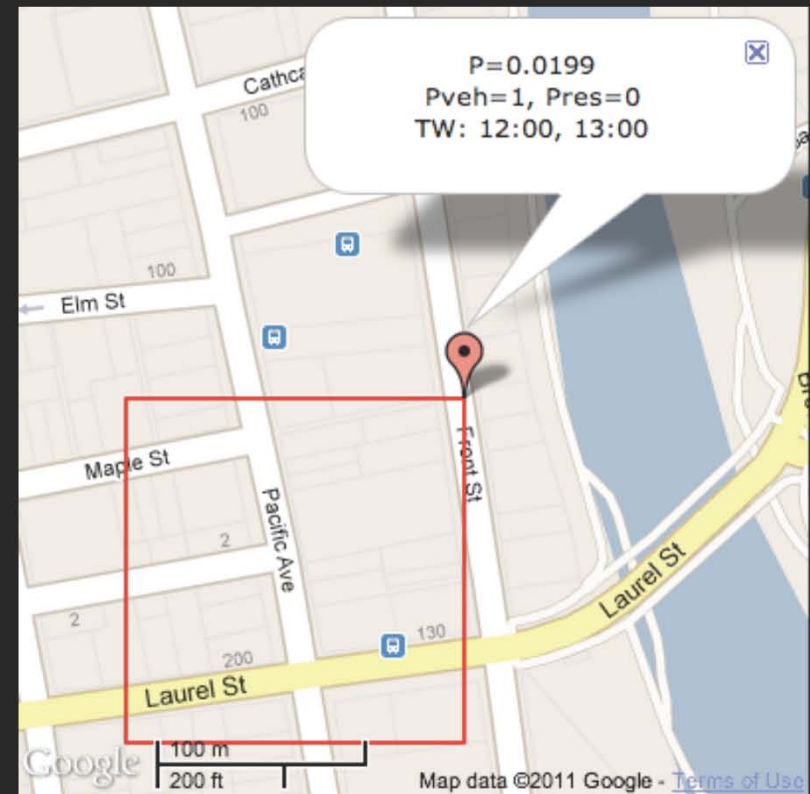 P=0.0199
Pveh=1, Pres=0
TW: 12:00, 13:00
Cathca
100
100
Elm St
Maple St
Front St
Pacific Ave
2
2
Laurel St
130
200
Laurel St
100 m
200 ft
Google
Map data ©2011 Google - Terms of Use